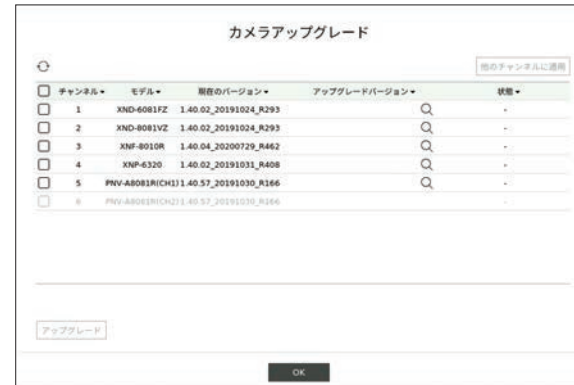 カメラアップグレード
他のチャンネルに適用
チャンネル▼ モデル▼ 現在のバージョン▼ アップグレードバージョン▼ 状態▼
1 XND-6081FZ 1.40.02_20191024_R293 -
2 XND-8081VZ 1.40.02_20191024_R293 -
3 XNF-8010R 1.40.04_20200729_R462 -
4 XNP-6320 1.40.02_20191031_R408 -
5 PNV-A8081R(CH1) 1.40.57_20191030_R166 -
6 PNV-A8081R(CH2) 1.40.57_20191030_R166 -
アップグレード
OK